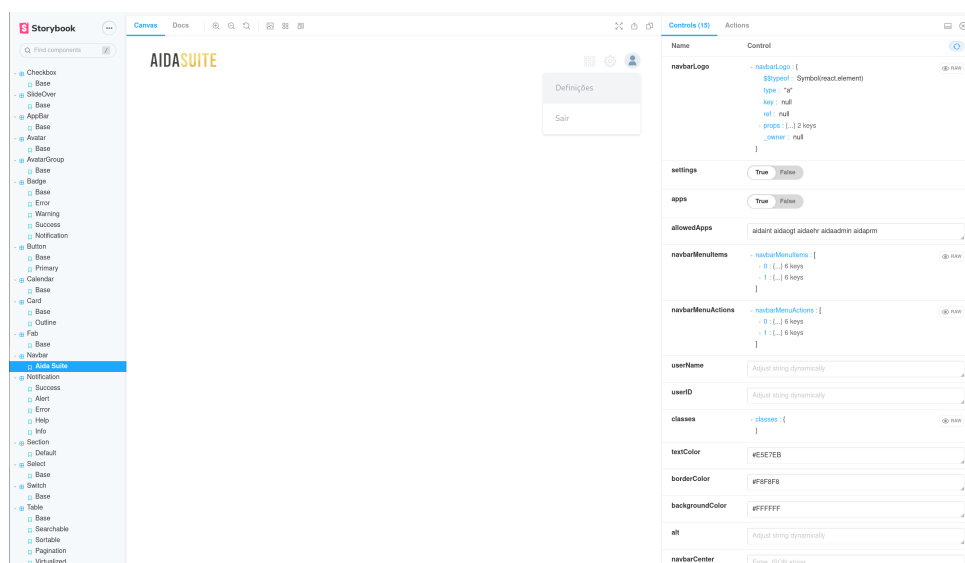 Storybook
Find components
/
Checkbox
Base
SlideOver
Base
AppBar
Base
Avatar
Base
AvatarGroup
Base
Badge
Base
Error
Warning
Success
Notification
Button
Base
Primary
Calendar
Base
Card
Base
Outline
Fab
Base
Navbar
Aida Suite
Notification
Success
Alert
Error
Help
Info
Section
Default
Select
Base
Switch
Base
Table
Base
Searchable
Sortable
Pagination
Virtualized
Canvas Docs
AIDASUITE
Definições
Sair
Controls (15) Actions
Name Control
navbarLogo
- navbarLogo : {
$$typeof : Symbol(react.element)
type : "a"
key : null
ref : null
- props : {...} 2 keys
_owner : null
}
RAW
settings True False
apps True False
allowedApps aidaint aidaogt aidaehr aidaadmin aidaprm
navbarMenuItems
- navbarMenuItems : [
- 0 : {...} 6 keys
- 1 : {...} 6 keys
]
RAW
navbarMenuActions
- navbarMenuActions : [
- 0 : {...} 6 keys
- 1 : {...} 6 keys
]
RAW
userName Adjust string dynamically
userID Adjust string dynamically
classes
- classes : {
}
RAW
textColor #E5E7EB
borderColor #F8F8F8
backgroundColor #FFFFFF
alt Adjust string dynamically
navbarCenter Enter JSON string